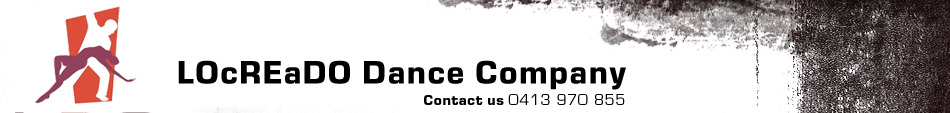 LOcREaDO Dance Company
Contact us 0413 970 855